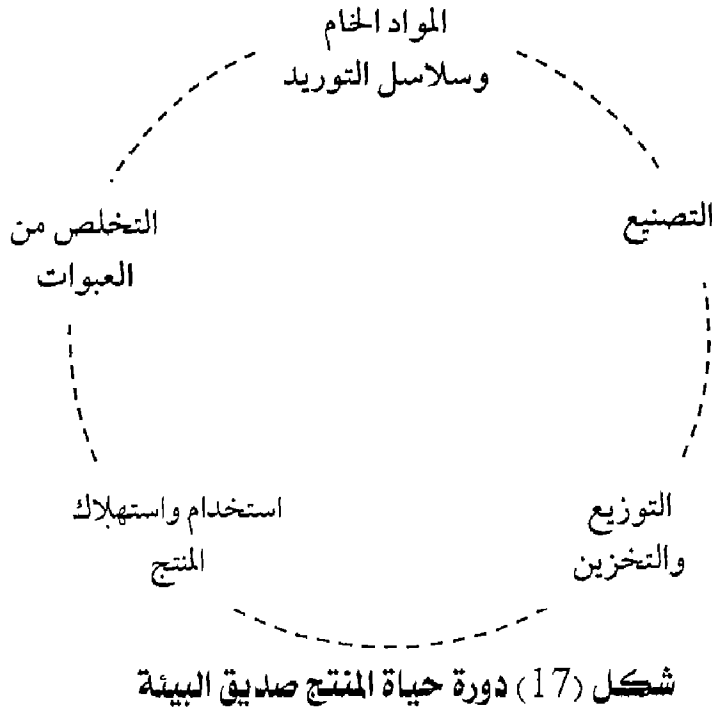 المواد الخام
وسلاسل التوريد
التصنيع
التوزيع
والتخزين
استخدام واستهلاك
المنتج
التخلص من
العبوات
شكل (17) دورة حياة المنتج صديق البيئة